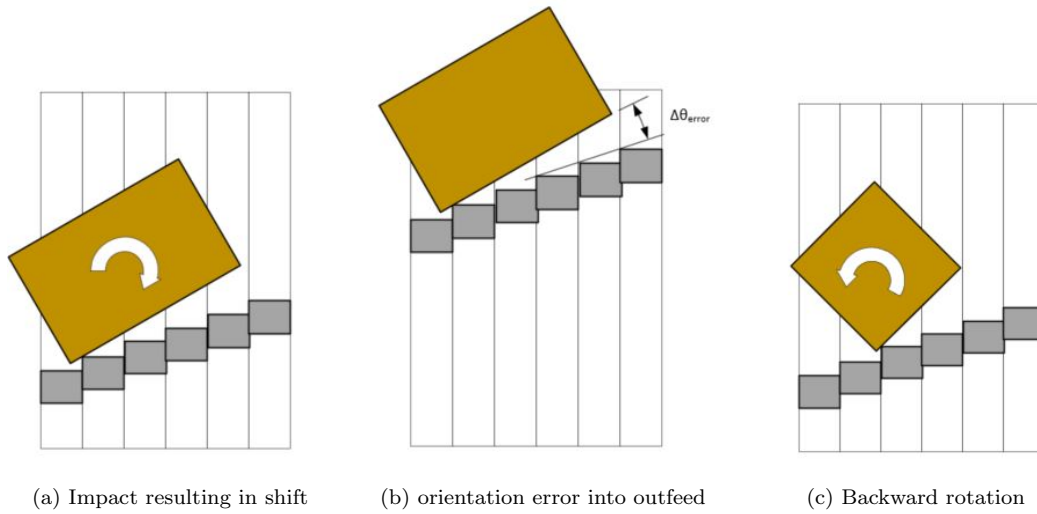 Δθerror
(a) Impact resulting in shift
(b) orientation error into outfeed
(c) Backward rotation